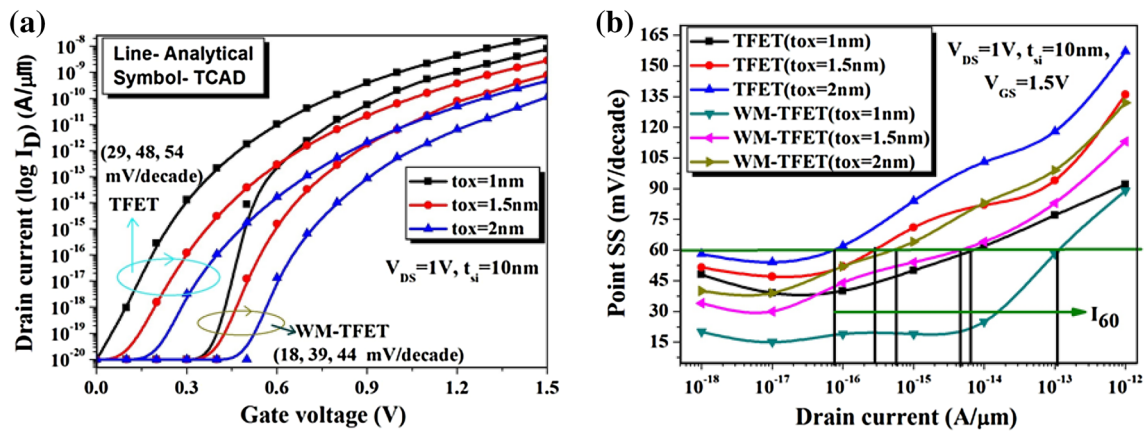 (a)
Line- Analytical
Symbol- TCAD
(29, 48, 54
mV/decade)
TFET
tox=1nm
tox=1.5nm
tox=2nm
V_DS=1V, t_si=10nm
WM-TFET
(18, 39, 44 mV/decade)
Drain current (log I_D) (A/μm)
10^-8
10^-9
10^-10
10^-11
10^-12
10^-13
10^-14
10^-15
10^-16
10^-17
10^-18
10^-19
10^-20
0.0 0.3 0.6 0.9 1.2 1.5
Gate voltage (V)
(b)
TFET(tox=1nm)
TFET(tox=1.5nm)
TFET(tox=2nm)
WM-TFET(tox=1nm)
WM-TFET(tox=1.5nm)
WM-TFET(tox=2nm)
V_DS=1V, t_si=10nm,
V_GS=1.5V
I_60
Point SS (mV/decade)
165
150
135
120
105
90
75
60
45
30
15
10^-18 10^-17 10^-16 10^-15 10^-14 10^-13 10^-12
Drain current (A/μm)